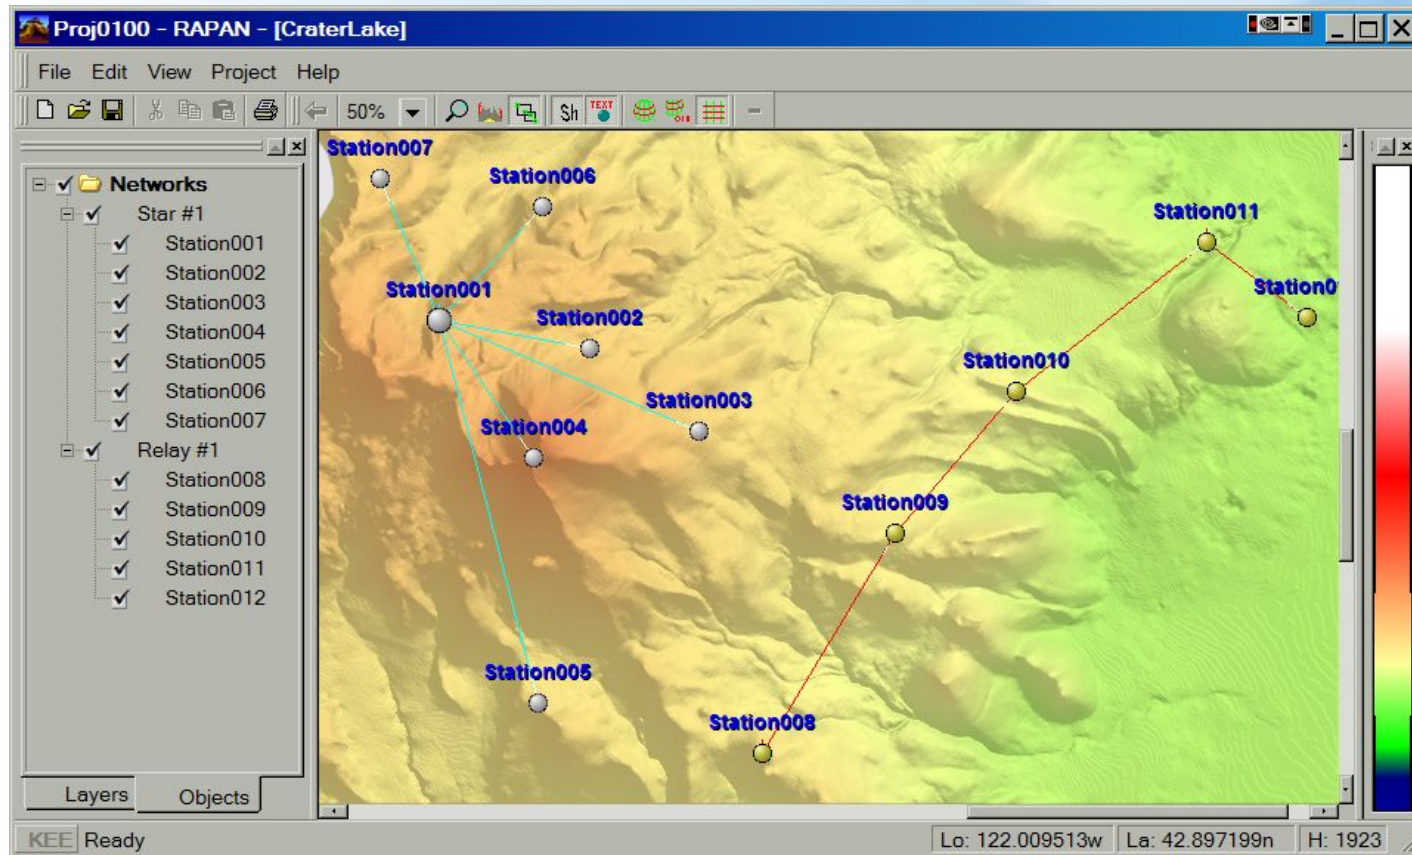 Proj0100 - RAPAN - [CraterLake]
File Edit View Project Help
50% Sh TEXT
Networks
Star #1
Station001
Station002
Station003
Station004
Station005
Station006
Station007
Relay #1
Station008
Station009
Station010
Station011
Station012
Layers Objects
Station007
Station006
Station011
Station001
Station01
Station002
Station010
Station003
Station004
Station009
Station005
Station008
KEE Ready Lo: 122.009513w La: 42.897199n H: 1923